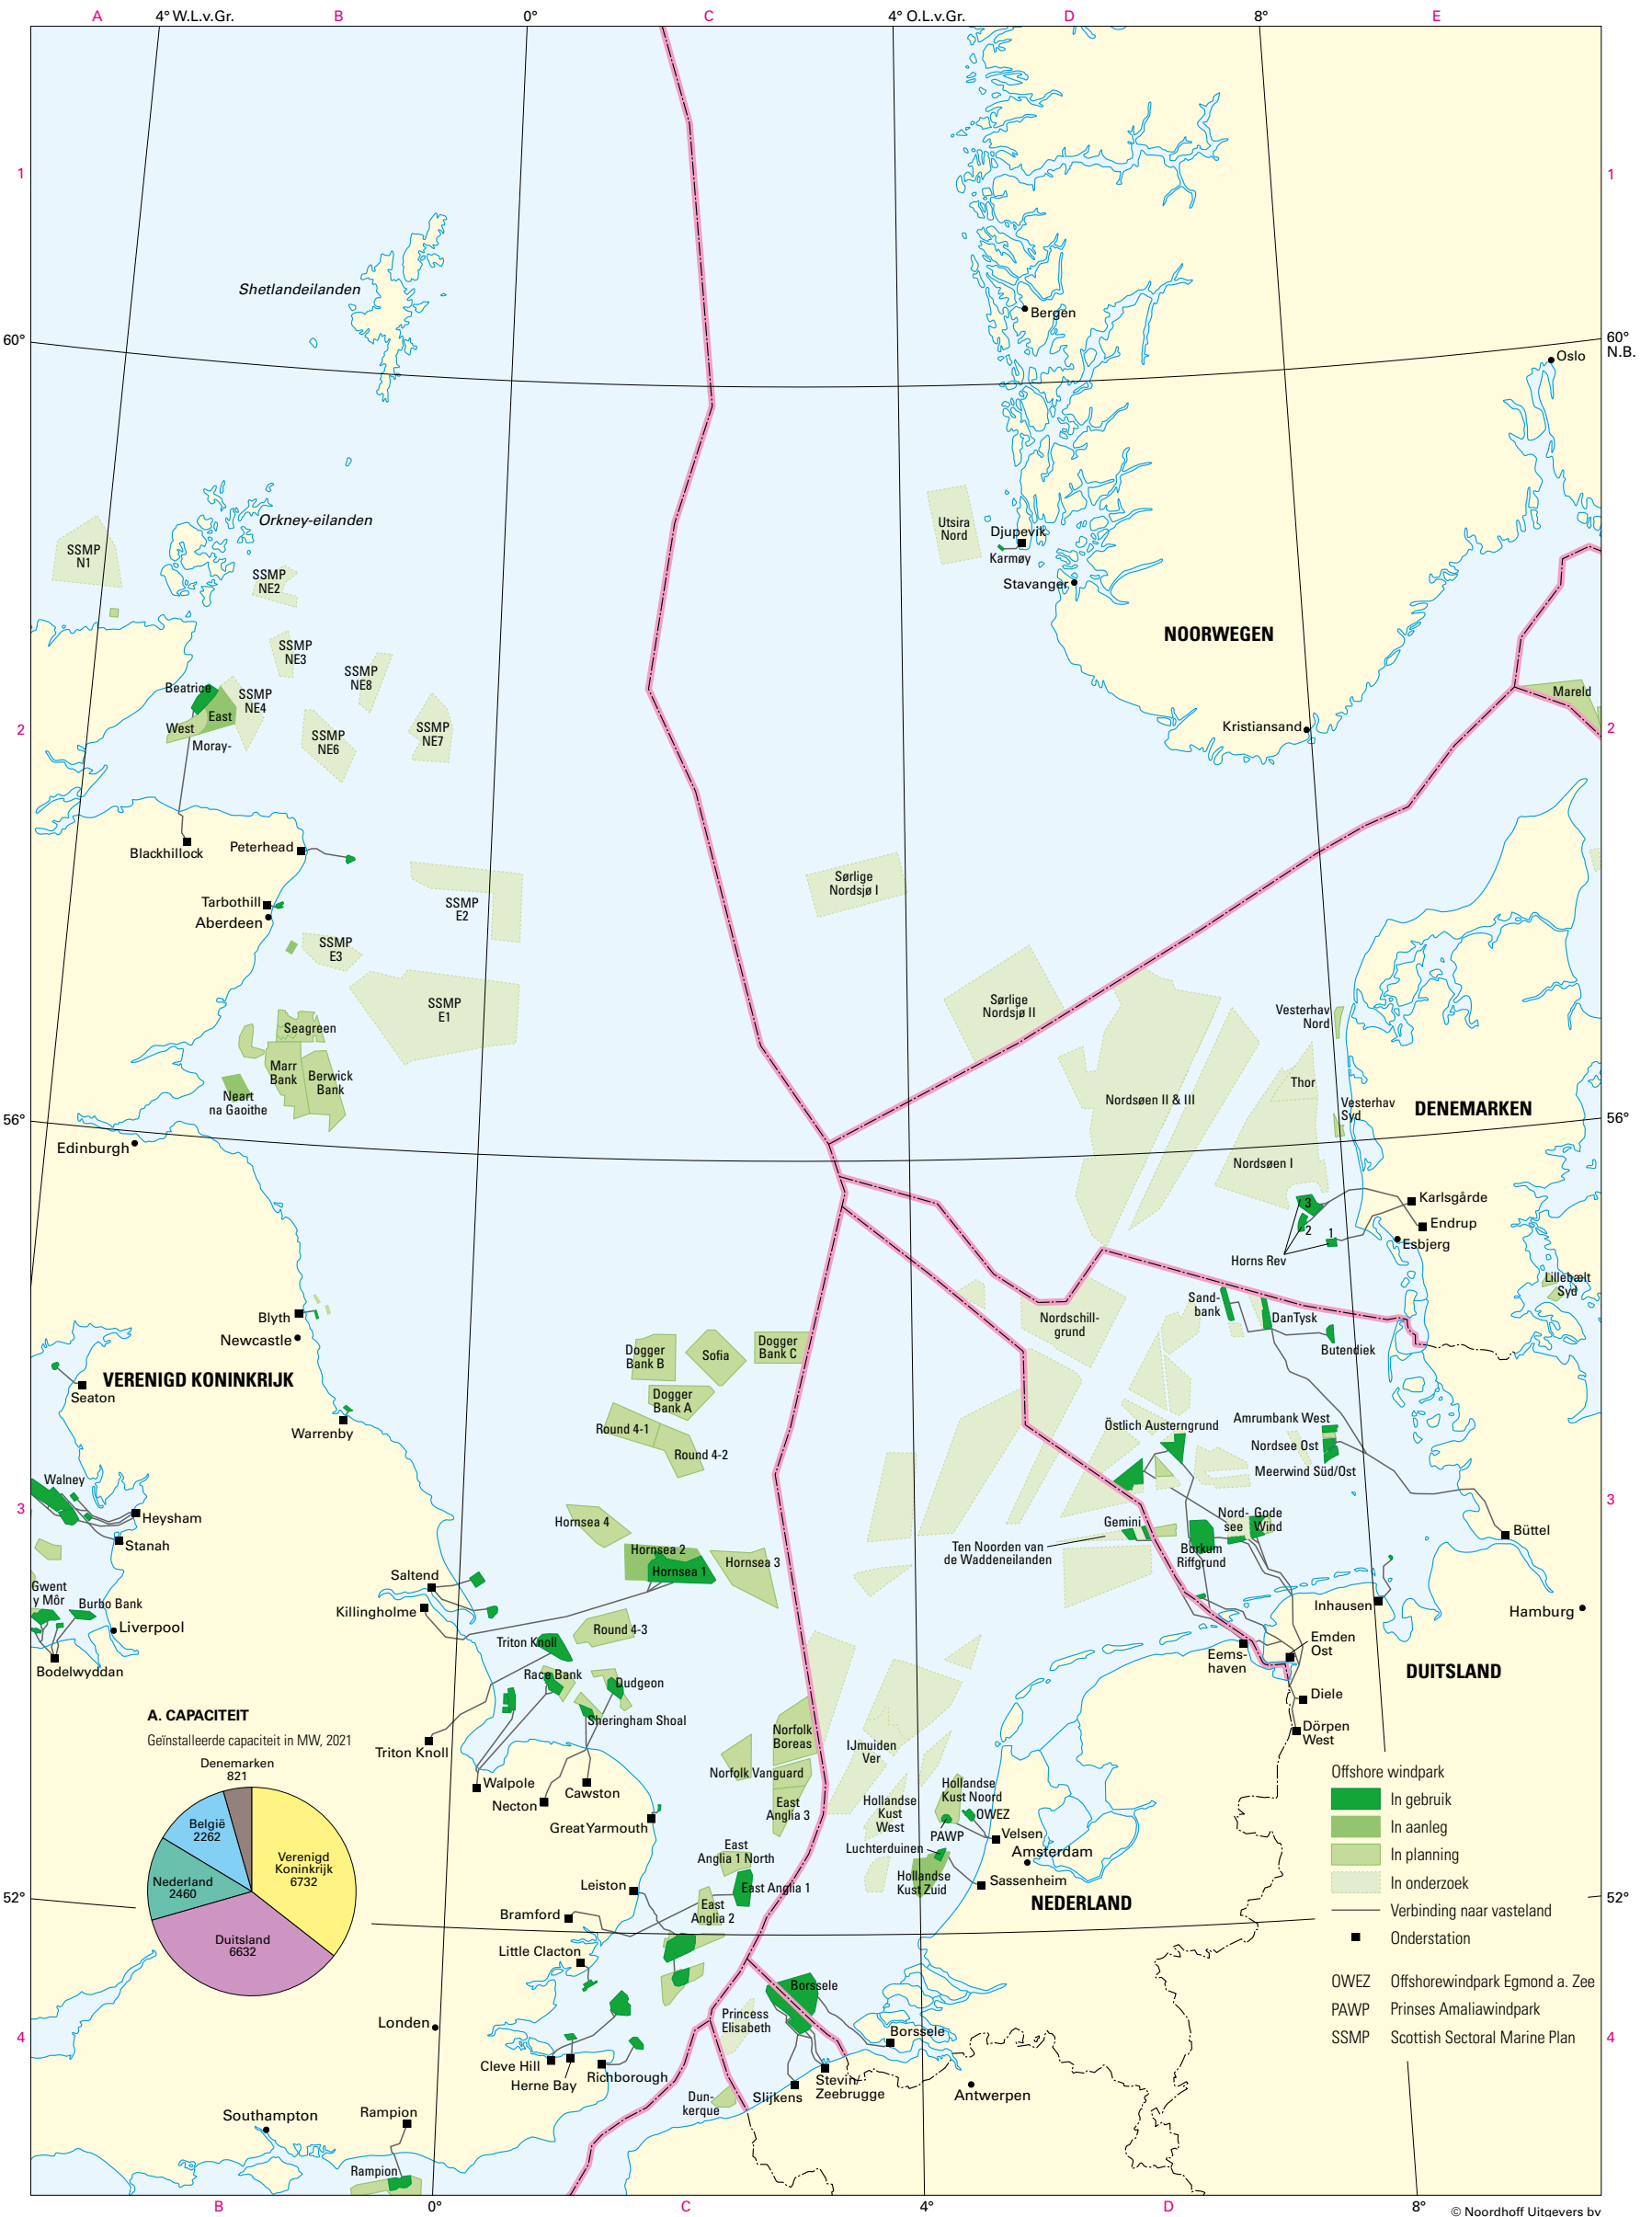 A
4° W.L.v.Gr.
B
0°
C
4° O.L.v.Gr.
D
8°
E
1
1
Shetlandeilanden
Bergen
60°
60°
N.B.
Oslo
Orkney-eilanden
SSMP
N1
SSMP
NE2
Utsira
Nord
Djupevik
Karmøy
Stavanger
NOORWEGEN
SSMP
NE3
SSMP
NE8
Beatrice
SSMP
NE4
East
West
Moray-
SSMP
NE6
SSMP
NE7
Mareld
Kristiansand
2
2
Blackhillock
Peterhead
Sørlige
Nordsjø I
Tarbothill
Aberdeen
SSMP
E2
SSMP
E3
SSMP
E1
Sørlige
Nordsjø II
Vesterhav
Nord
Seagreen
Marr
Bank
Berwick
Bank
Neart
na Gaoithe
Thor
Nordsøen II & III
Vesterhav
Syd
DENEMARKEN
56°
56°
Edinburgh
Nordsøen I
3
2
1
Karlsgårde
Endrup
Esbjerg
Horns Rev
Lillebælt
Syd
Sand-
bank
DanTysk
Butendiek
Nordschill-
grund
Blyth
Newcastle
Dogger
Bank B
Sofia
Dogger
Bank C
Dogger
Bank A
VERENIGD KONINKRIJK
Seaton
Warrenby
Round 4-1
Round 4-2
Östlich Austerngrund
Amrumbank West
Nordsee Ost
Meerwind Süd/Ost
Walney
3
3
Heysham
Stanah
Hornsea 4
Hornsea 2
Hornsea 1
Hornsea 3
Gemini
Nord-
see
Gode
Wind
Borkum
Riffgrund
Büttel
Ten Noorden van
de Waddeneilanden
Gwent
y Môr
Burbo Bank
Liverpool
Bodelwyddan
Saltend
Killingholme
Round 4-3
Inhausen
Hamburg
Triton Knoll
Emden
Ost
Eems-
haven
DUITSLAND
Race Bank
Dudgeon
Sheringham Shoal
Diele
Dörpen
West
A. CAPACITEIT
Geïnstalleerde capaciteit in MW, 2021
Denemarken
821
België
2262
Verenigd
Koninkrijk
6732
Nederland
2460
Duitsland
6632
Triton Knoll
Walpole
Necton
Cawston
Great Yarmouth
Norfolk
Boreas
Norfolk Vanguard
East
Anglia 3
IJmuiden
Ver
Hollandse
Kust
West
Hollandse
Kust Noord
OWEZ
PAWP
Velsen
Luchterduinen
Amsterdam
Sassenheim
Hollandse
Kust Zuid
NEDERLAND
East
Anglia 1 North
East Anglia 1
East
Anglia 2
Leiston
Bramford
Little Clacton
52°
52°
Offshore windpark
In gebruik
In aanleg
In planning
In onderzoek
Verbinding naar vasteland
Onderstation
OWEZ Offshorewindpark Egmond a. Zee
PAWP Prinses Amaliawindpark
SSMP Scottish Sectoral Marine Plan
Borssele
Princess
Elisabeth
Borssele
Londen
4
4
Cleve Hill
Herne Bay
Richborough
Slijkens
Stevin/
Zeebrugge
Antwerpen
Dun-
kerque
Southampton
Rampion
Rampion
B
0°
C
4°
D
8°
© Noordhoff Uitgevers bv